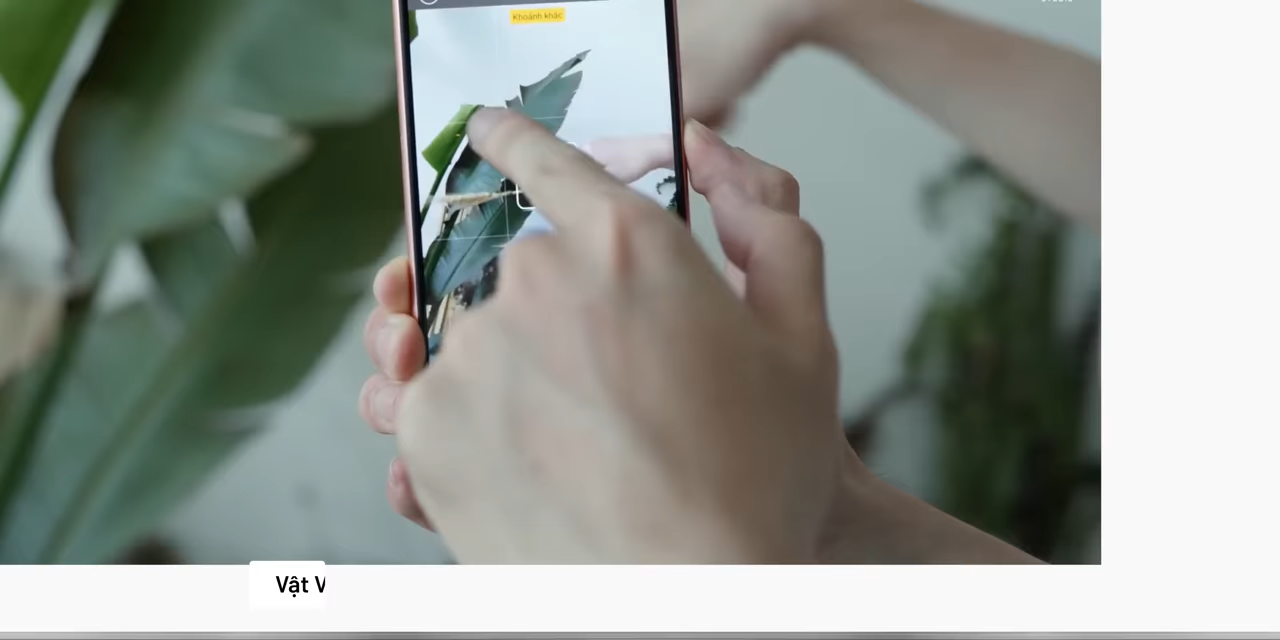 Khoảnh khắc
Vật V